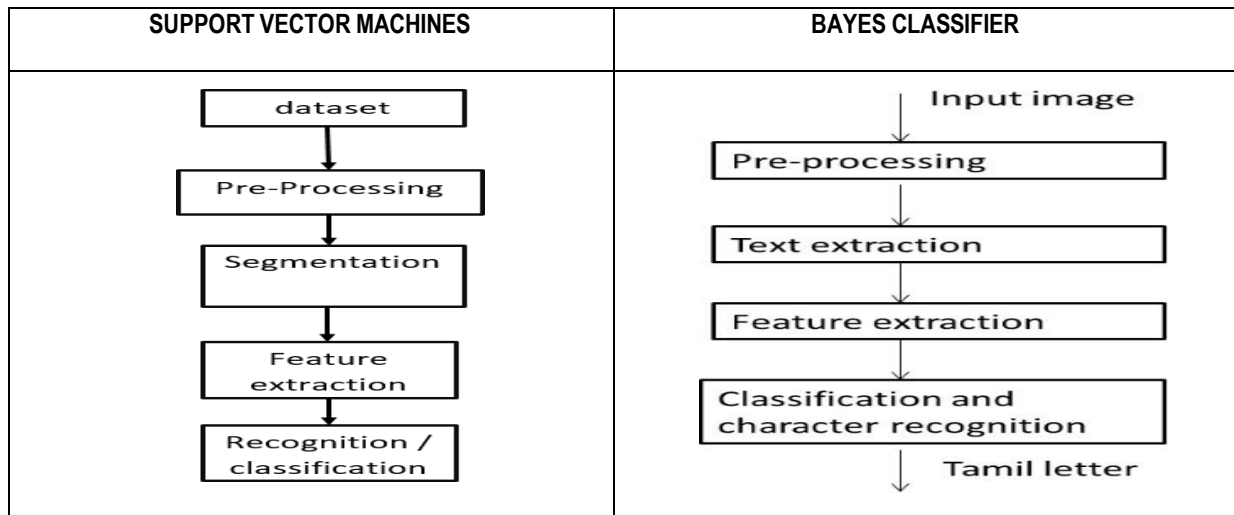 SUPPORT VECTOR MACHINES
BAYES CLASSIFIER
dataset
Pre-Processing
Segmentation
Feature
extraction
Recognition /
classification
Input image
Pre-processing
Text extraction
Feature extraction
Classification and
character recognition
Tamil letter